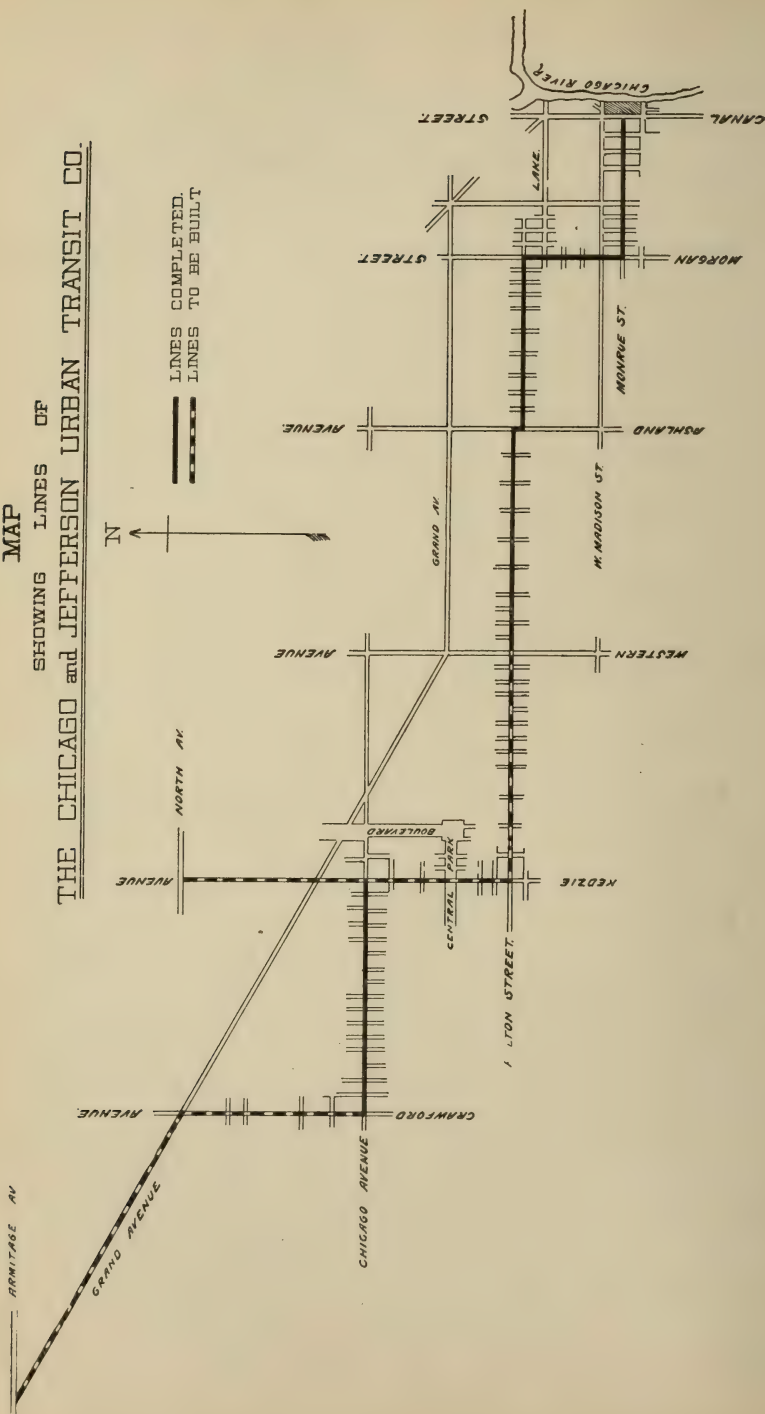 MAP
SHOWING LINES OF
THE CHICAGO and JEFFERSON URBAN TRANSIT CO.
LINES COMPLETED.
LINES TO BE BUILT
N
ARMITAGE AV
NORTH AV.
GRAND AVENUE
CRAWFORD AVENUE.
KEDZIE AVENUE
WESTERN AVENUE
ASHLAND AVENUE.
MORGAN STREET.
CANAL STREET.
CHICAGO RIVER
LAKE.
GRAND AV.
BOULEVARD
CENTRAL PARK
CHICAGO AVENUE
LTON STREET.
W. MADISON ST.
MONROE ST.